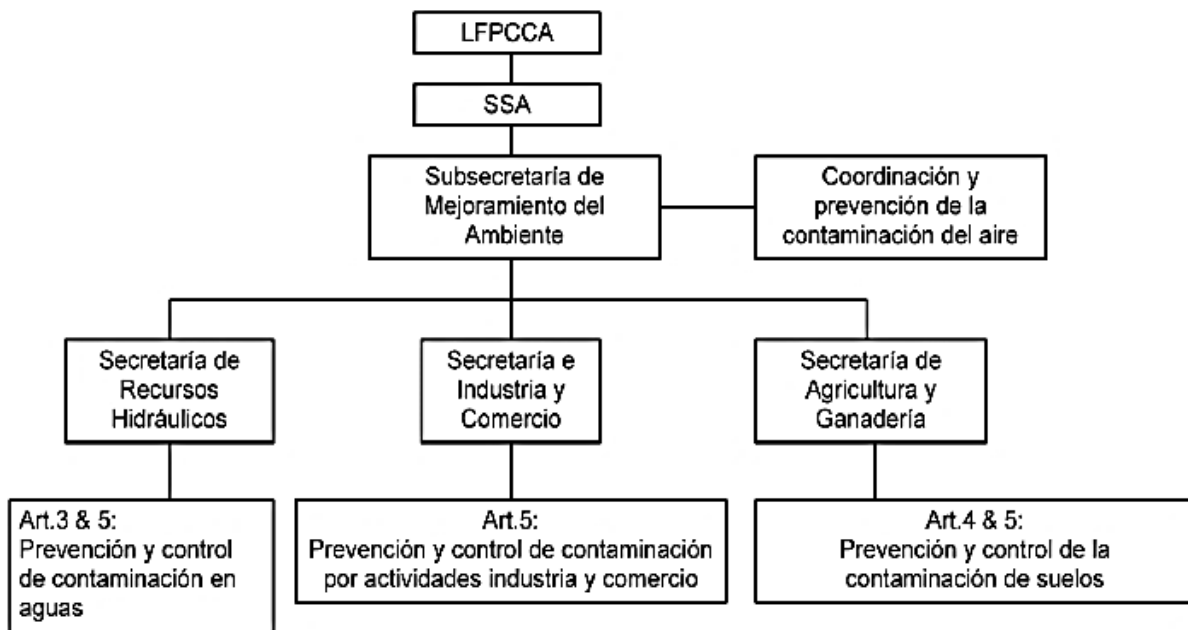 LFPCCA
SSA
Subsecretaría de
Mejoramiento del
Ambiente
Coordinación y
prevención de la
contaminación del aire
Secretaría de
Recursos
Hidráulicos
Secretaría e
Industria y
Comercio
Secretaría de
Agricultura y
Ganadería
Art.3 & 5:
Prevención y control
de contaminación en
aguas
Art.5:
Prevención y control de contaminación
por actividades industria y comercio
Art.4 & 5:
Prevención y control de la
contaminación de suelos